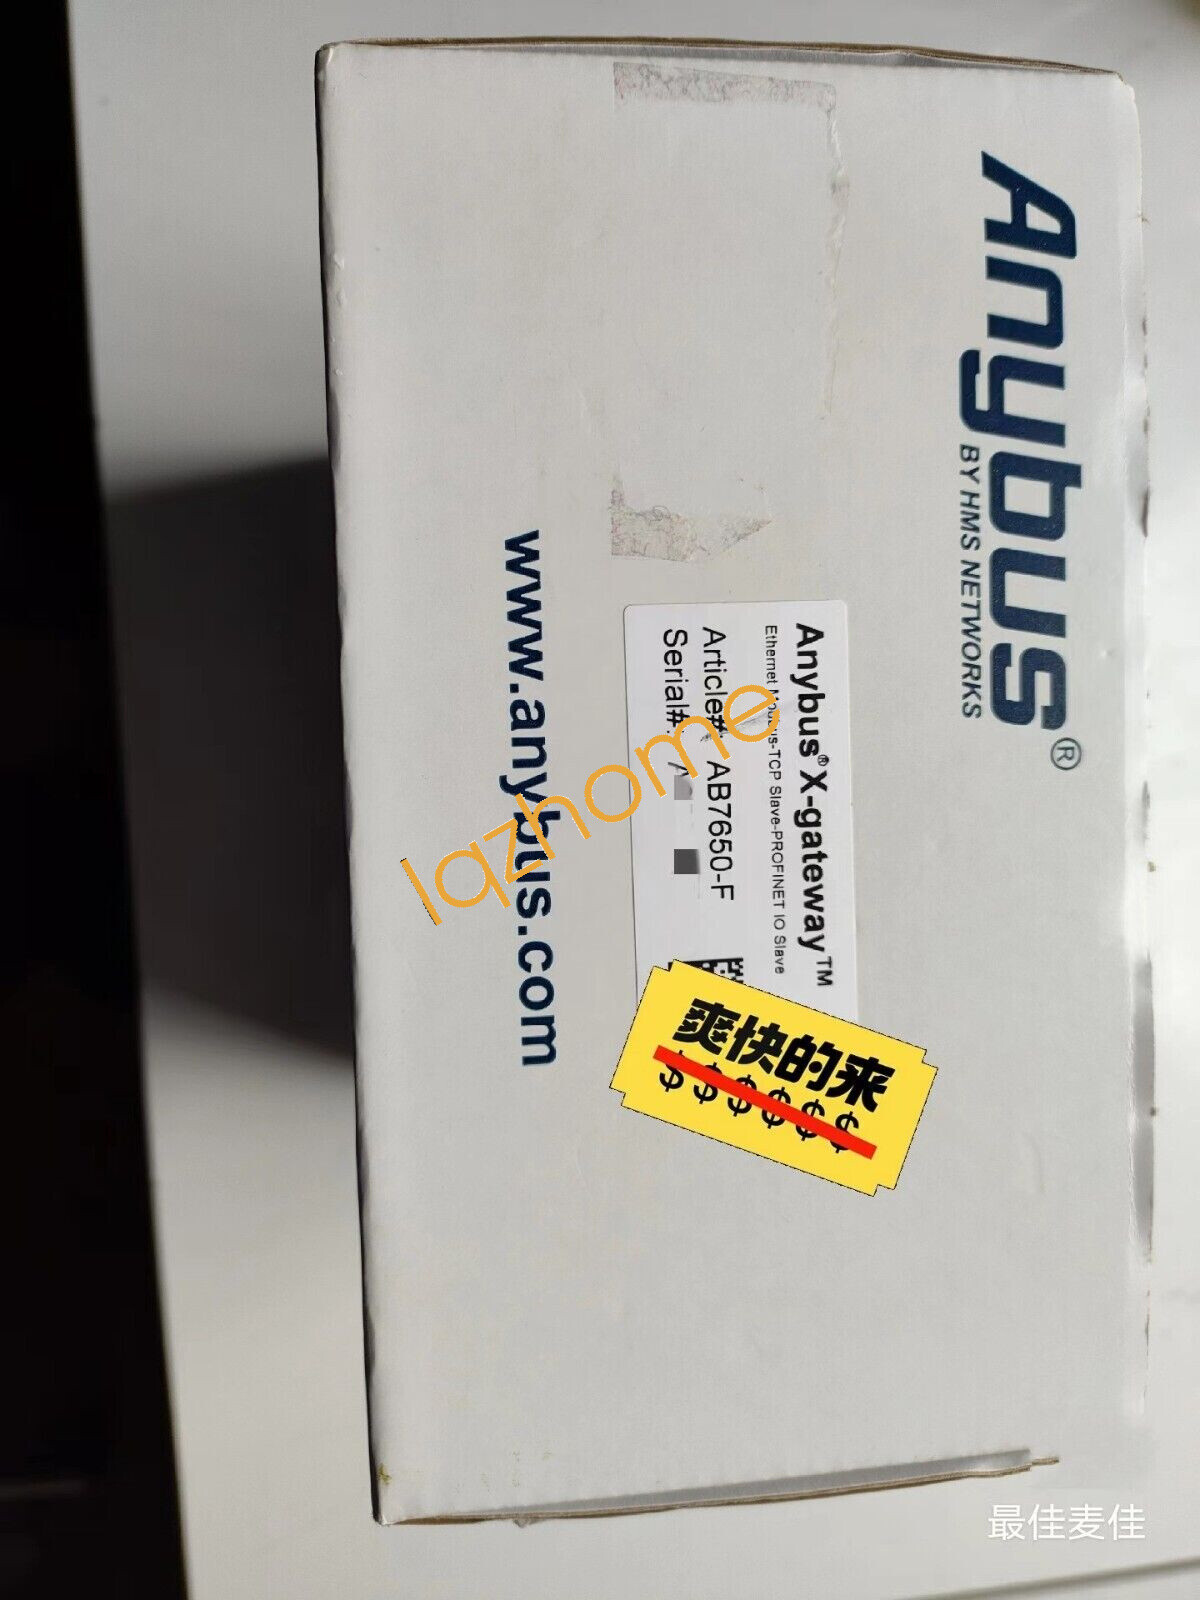 Anybus®
BY HMS NETWORKS
Anybus® X-gateway™
Ethernet Modbus-TCP Slave-PROFINET IO Slave
Article#: AB7650-F
Serial#: A
www.anybus.com
lqzhome
爽快的来
$$$$$$
最佳麦佳